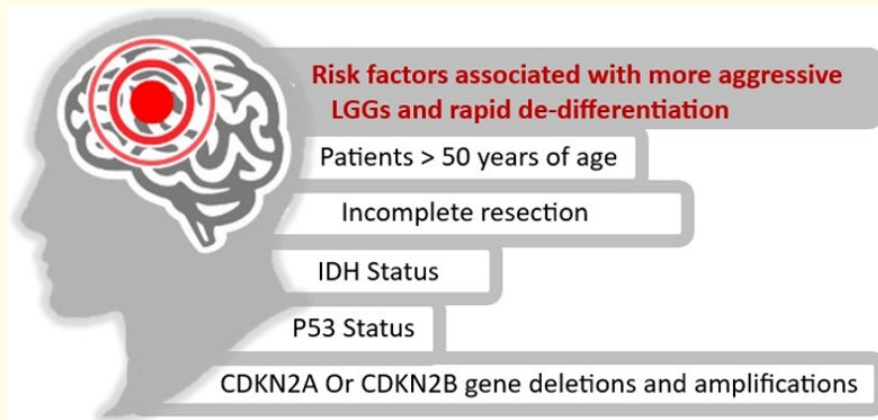 Risk factors associated with more aggressive
LGGs and rapid de-differentiation
Patients > 50 years of age
Incomplete resection
IDH Status
P53 Status
CDKN2A Or CDKN2B gene deletions and amplifications